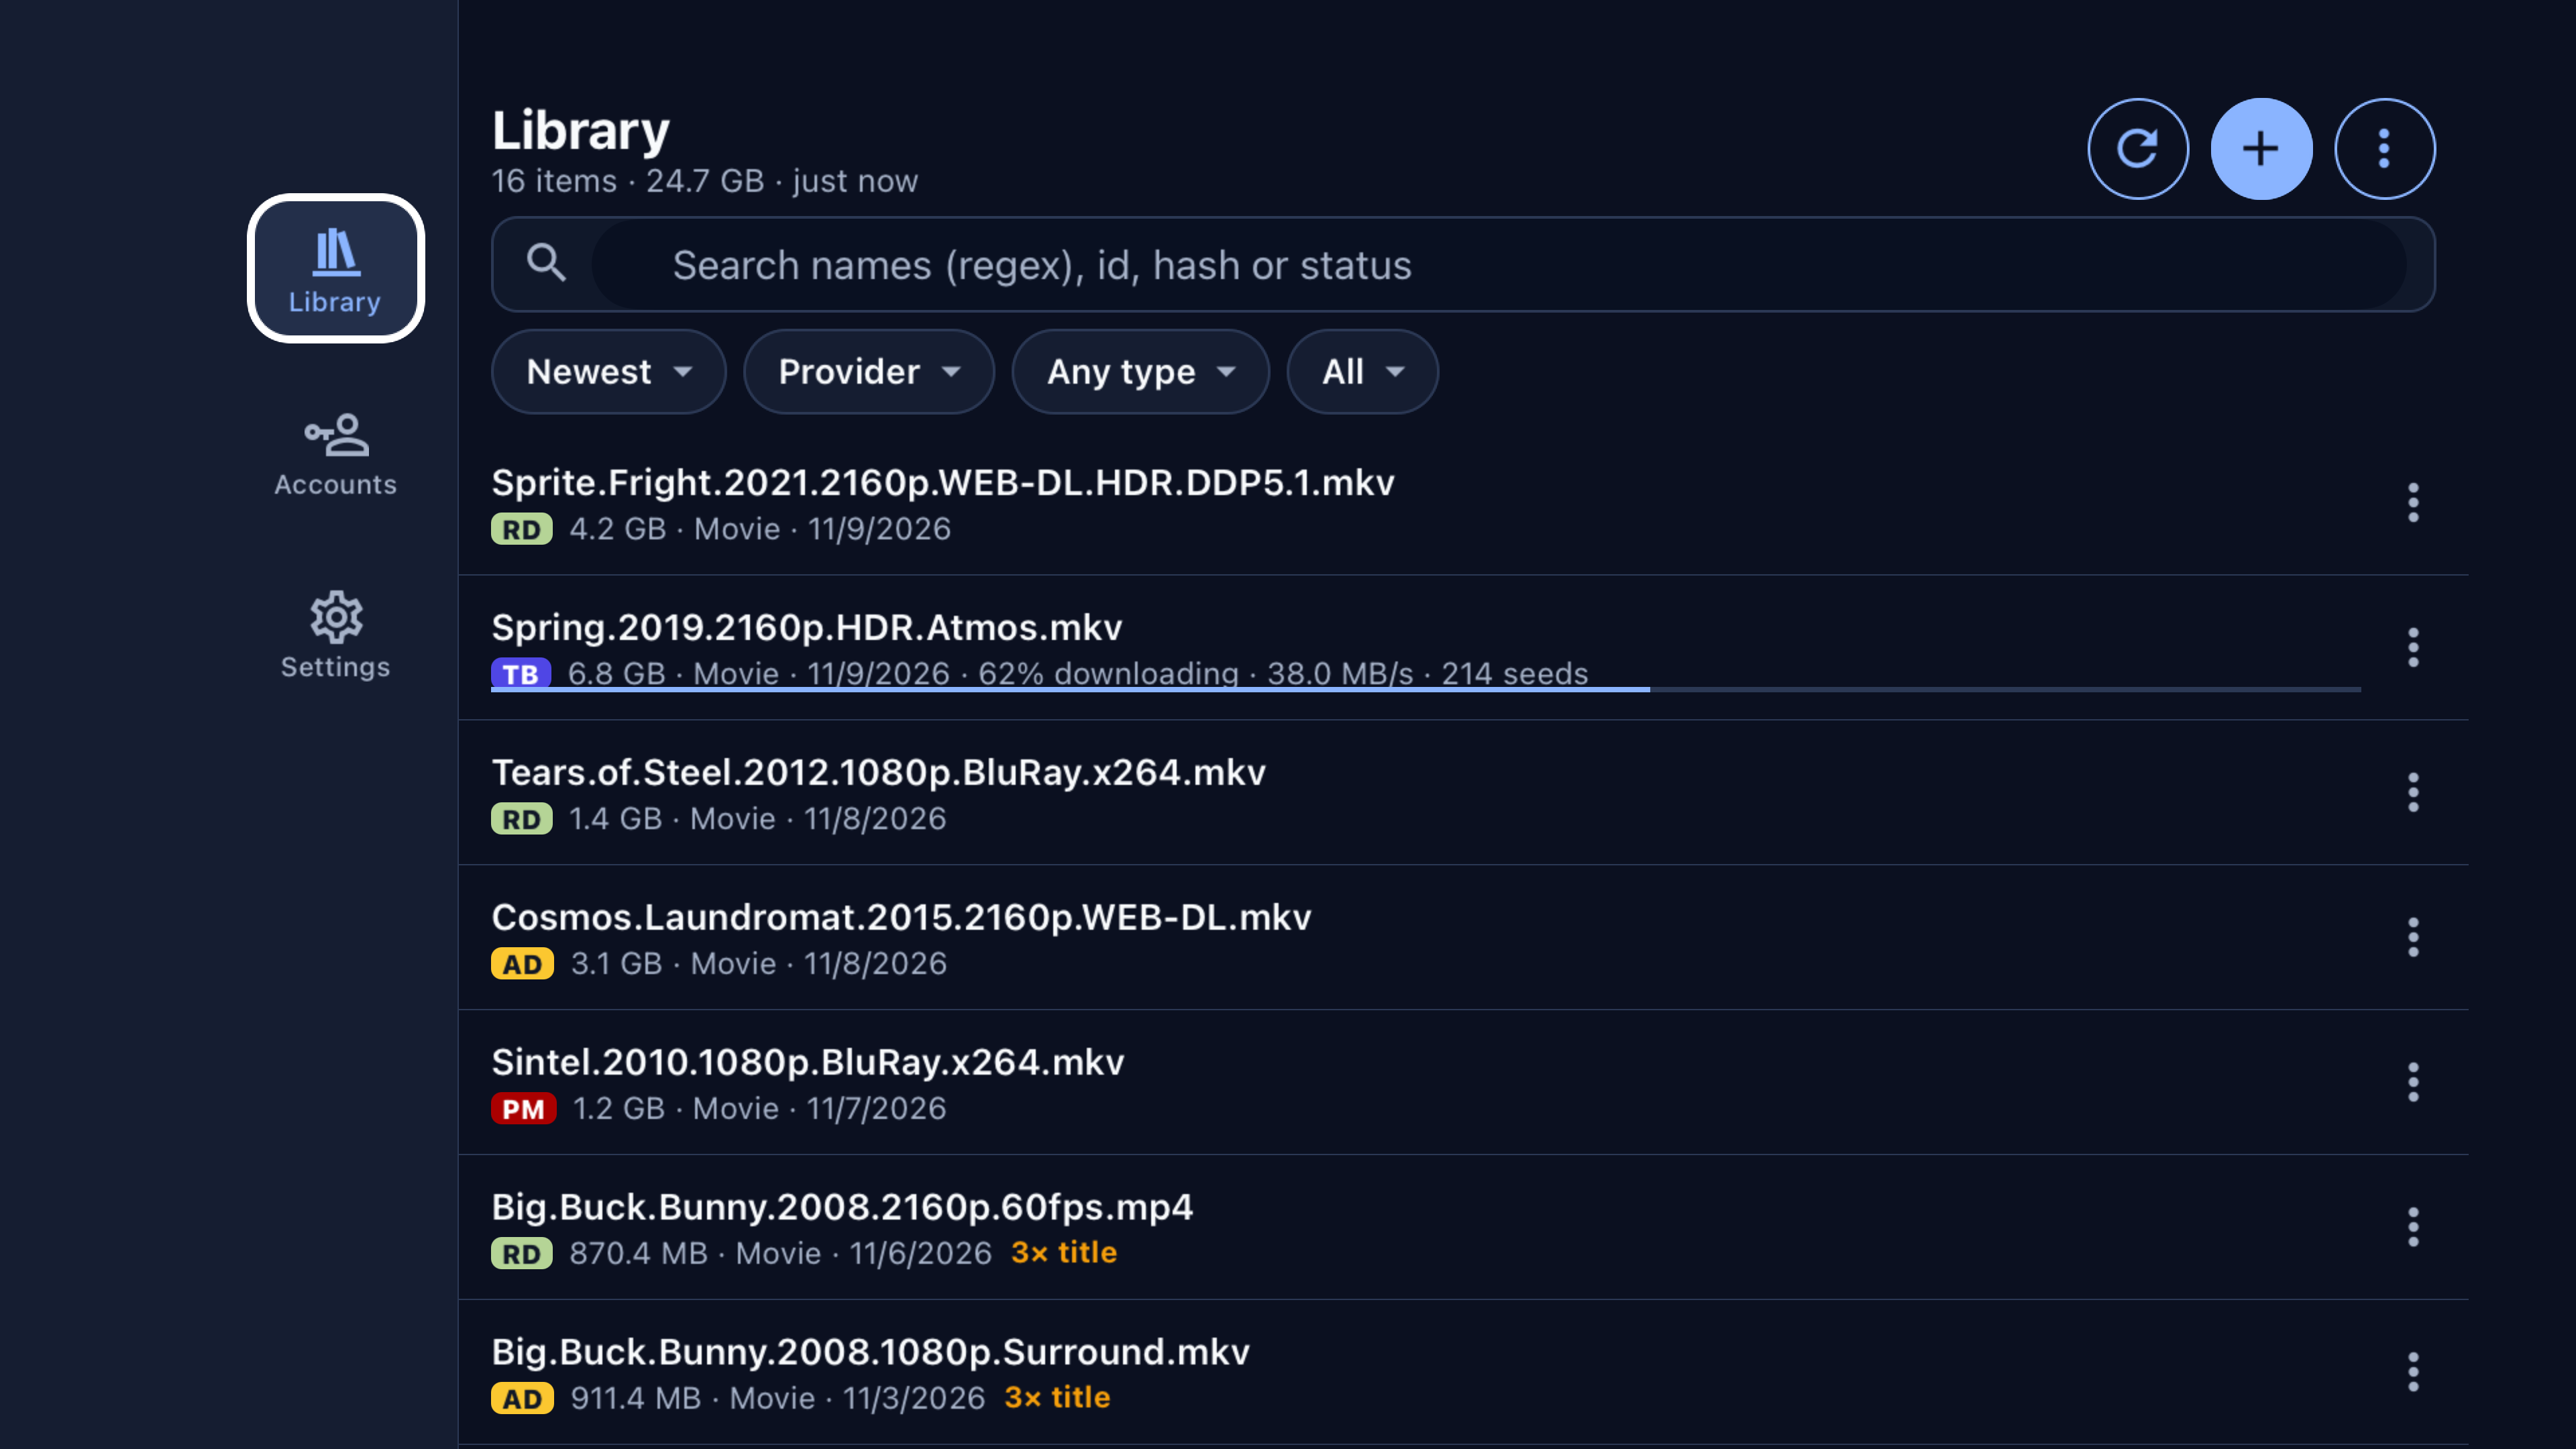 Library
16 items · 24.7 GB · just now
Library
Accounts
Settings
Search names (regex), id, hash or status
Newest
Provider
Any type
All
Sprite.Fright.2021.2160p.WEB-DL.HDR.DDP5.1.mkv
RD 4.2 GB · Movie · 11/9/2026
Spring.2019.2160p.HDR.Atmos.mkv
TB 6.8 GB · Movie · 11/9/2026 · 62% downloading · 38.0 MB/s · 214 seeds
Tears.of.Steel.2012.1080p.BluRay.x264.mkv
RD 1.4 GB · Movie · 11/8/2026
Cosmos.Laundromat.2015.2160p.WEB-DL.mkv
AD 3.1 GB · Movie · 11/8/2026
Sintel.2010.1080p.BluRay.x264.mkv
PM 1.2 GB · Movie · 11/7/2026
Big.Buck.Bunny.2008.2160p.60fps.mp4
RD 870.4 MB · Movie · 11/6/2026 3× title
Big.Buck.Bunny.2008.1080p.Surround.mkv
AD 911.4 MB · Movie · 11/3/2026 3× title